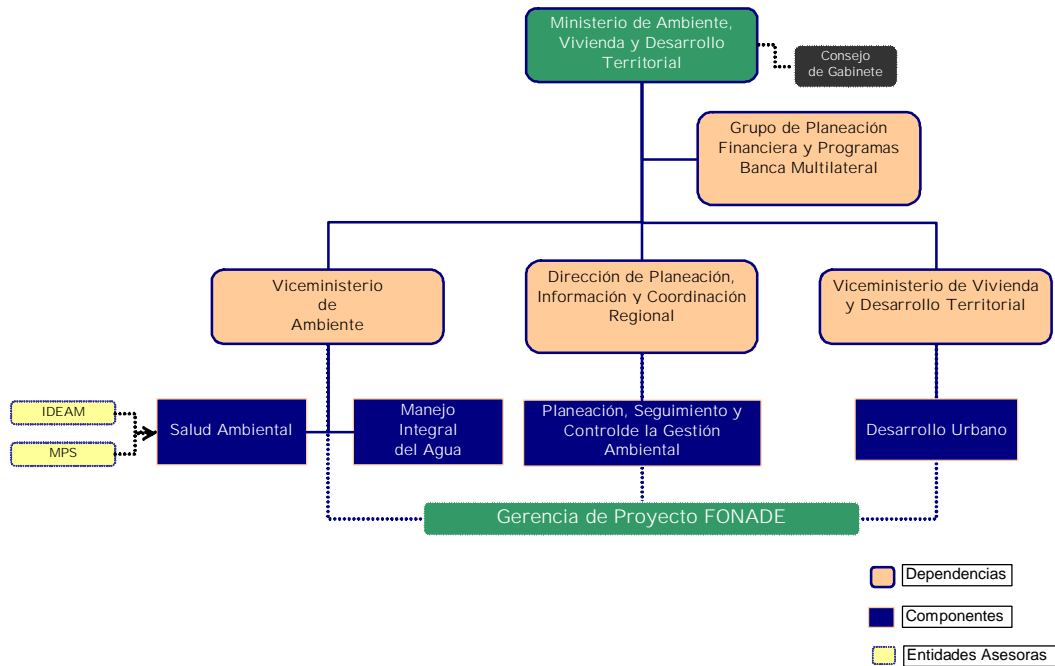 Ministerio de Ambiente,
Vivienda y Desarrollo
Territorial
Consejo
de Gabinete
Grupo de Planeación
Financiera y Programas
Banca Multilateral
Viceministerio
de
Ambiente
Dirección de Planeación,
Información y Coordinación
Regional
Viceministerio de Vivienda
y Desarrollo Territorial
IDEAM
MPS
Salud Ambiental
Manejo
Integral
del Agua
Planeación, Seguimiento y
Controlde la Gestión
Ambiental
Desarrollo Urbano
Gerencia de Proyecto FONADE
Dependencias
Componentes
Entidades Asesoras